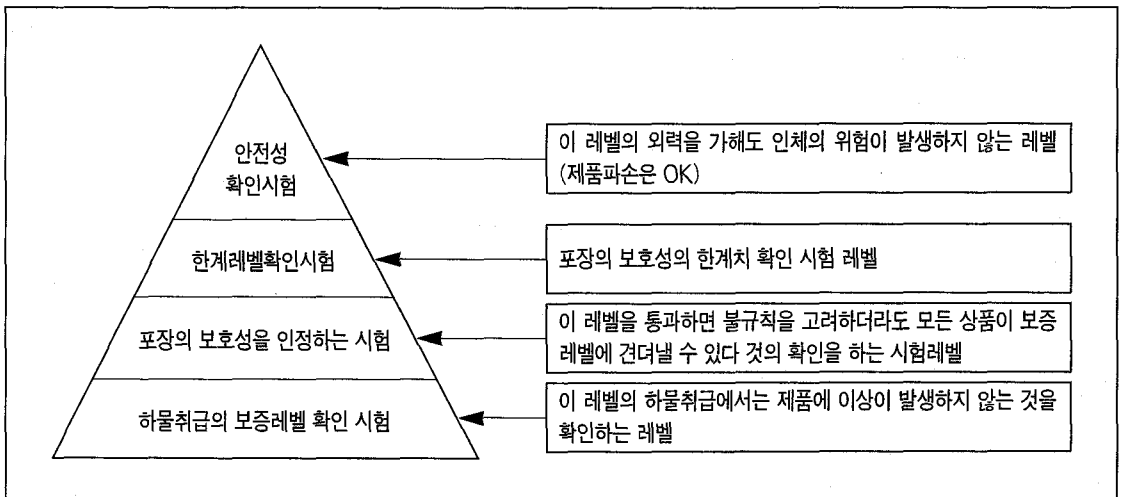 안전성
확인시험
이 레벨의 외력을 가해도 인체의 위험이 발생하지 않는 레벨
(제품파손은 OK)
한계레벨확인시험
포장의 보호성의 한계치 확인 시험 레벨
포장의 보호성을 인정하는 시험
이 레벨을 통과하면 불규칙을 고려하더라도 모든 상품이 보증
레벨에 견뎌낼 수 있다 것의 확인을 하는 시험레벨
하물취급의 보증레벨 확인 시험
이 레벨의 하물취급에서는 제품에 이상이 발생하지 않는 것을
확인하는 레벨